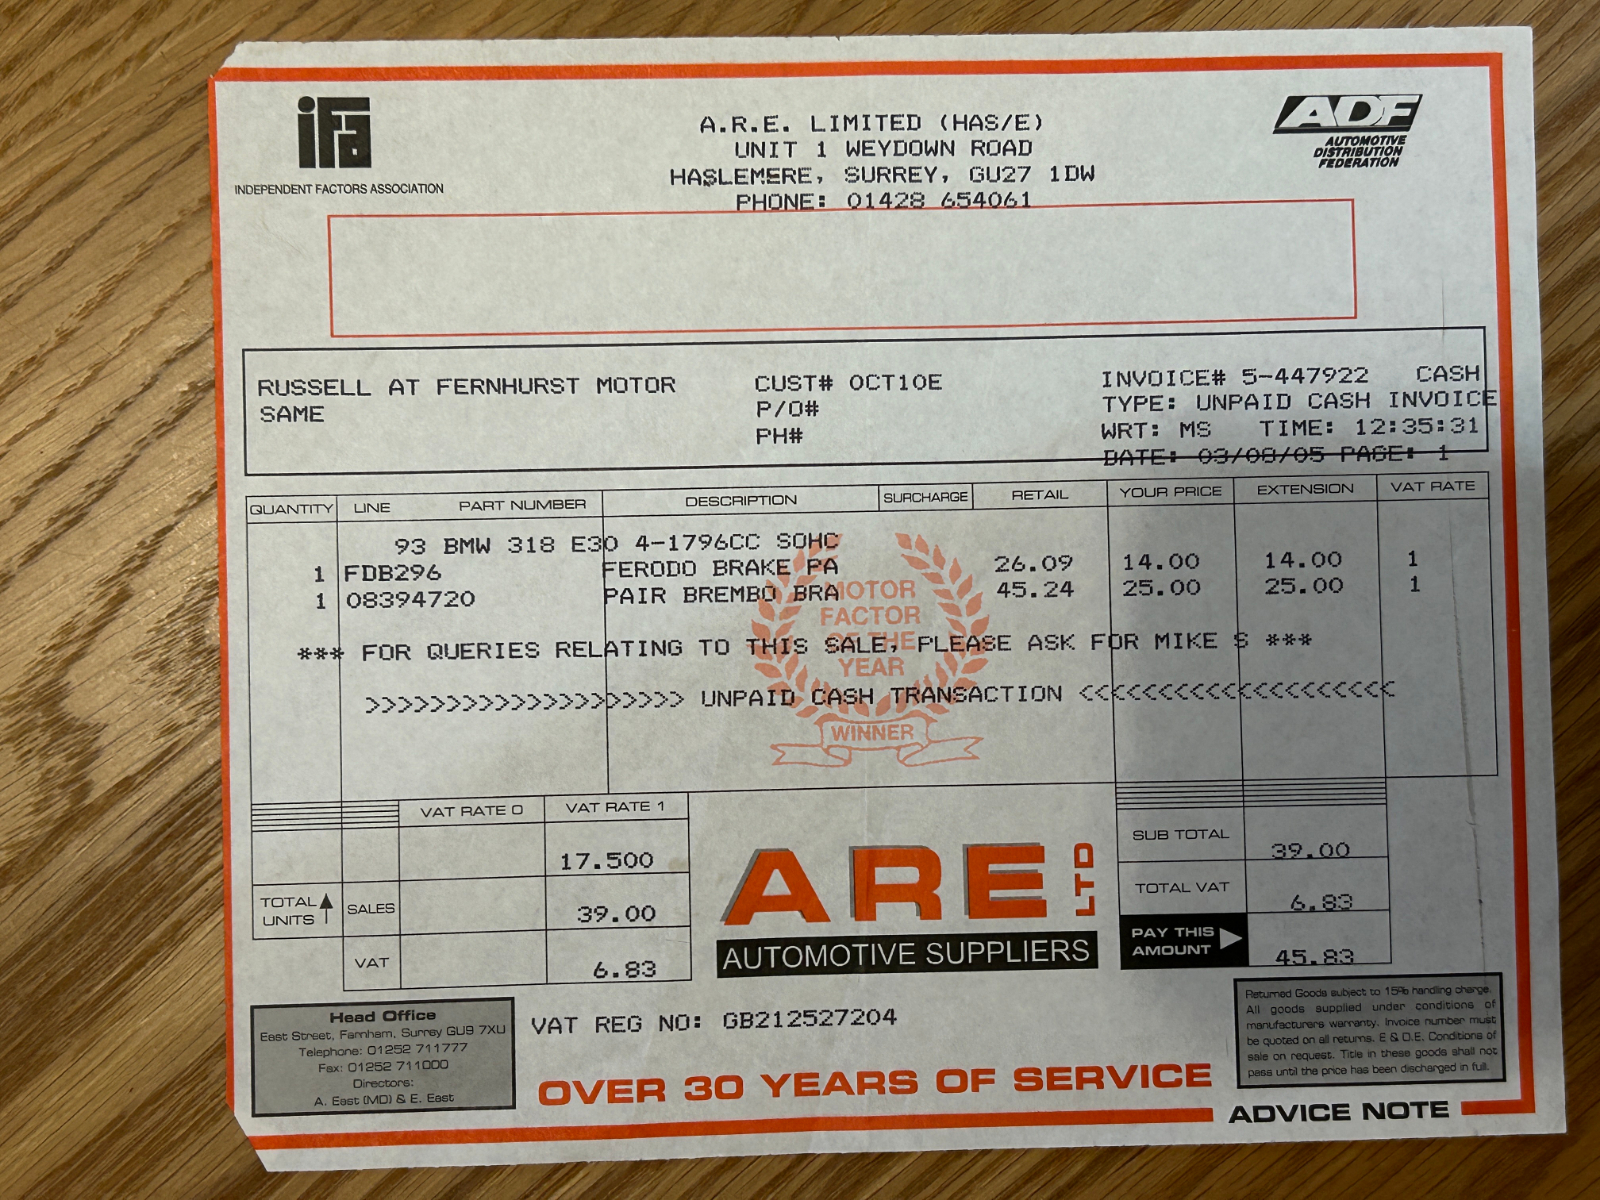 ifa
INDEPENDENT FACTORS ASSOCIATION
A.R.E. LIMITED (HAS/E)
UNIT 1 WEYDOWN ROAD
HASLEMERE, SURREY, GU27 1DW
PHONE: 01428 654061
ADF
AUTOMOTIVE
DISTRIBUTION
FEDERATION
RUSSELL AT FERNHURST MOTOR
SAME
CUST# OCT10E
P/O#
PH#
INVOICE# 5-447922 CASH
TYPE: UNPAID CASH INVOICE
WRT: MS TIME: 12:35:31
DATE: 03/08/05 PAGE: 1
QUANTITY LINE PART NUMBER DESCRIPTION SURCHARGE RETAIL YOUR PRICE EXTENSION VAT RATE
93 BMW 318 E30 4-1796CC SOHC
1 FDB296 FERODO BRAKE PA 26.09 14.00 14.00 1
1 08394720 PAIR BREMBO BRA 45.24 25.00 25.00 1
*** FOR QUERIES RELATING TO THIS SALE, PLEASE ASK FOR MIKE S ***
>>>>>>>>>>>>>>>>>>>> UNPAID CASH TRANSACTION <<<<<<<<<<<<<<<<<<<<
MOTOR
FACTOR
OF THE
YEAR
WINNER
VAT RATE 0 VAT RATE 1
17.500
TOTAL UNITS SALES 39.00
VAT 6.83
ARE LTD
AUTOMOTIVE SUPPLIERS
SUB TOTAL 39.00
TOTAL VAT 6.83
PAY THIS AMOUNT 45.83
Head Office
East Street, Farnham, Surrey GU9 7XU
Telephone: 01252 711777
Fax: 01252 711000
Directors:
A. East (MD) & E. East
VAT REG NO: GB212527204
OVER 30 YEARS OF SERVICE
Returned Goods subject to 15% handling charge.
All goods supplied under conditions of
manufacturers warranty. Invoice number must
be quoted on all returns. E & O.E. Conditions of
sale on request. Title in these goods shall not
pass until the price has been discharged in full.
ADVICE NOTE